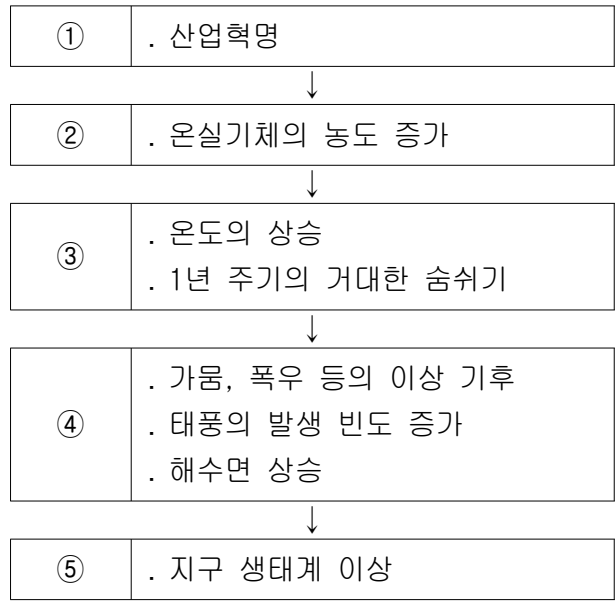 ① . 산업혁명
↓
② . 온실기체의 농도 증가
↓
③ . 온도의 상승
. 1년 주기의 거대한 숨쉬기
↓
④ . 가뭄, 폭우 등의 이상 기후
. 태풍의 발생 빈도 증가
. 해수면 상승
↓
⑤ . 지구 생태계 이상